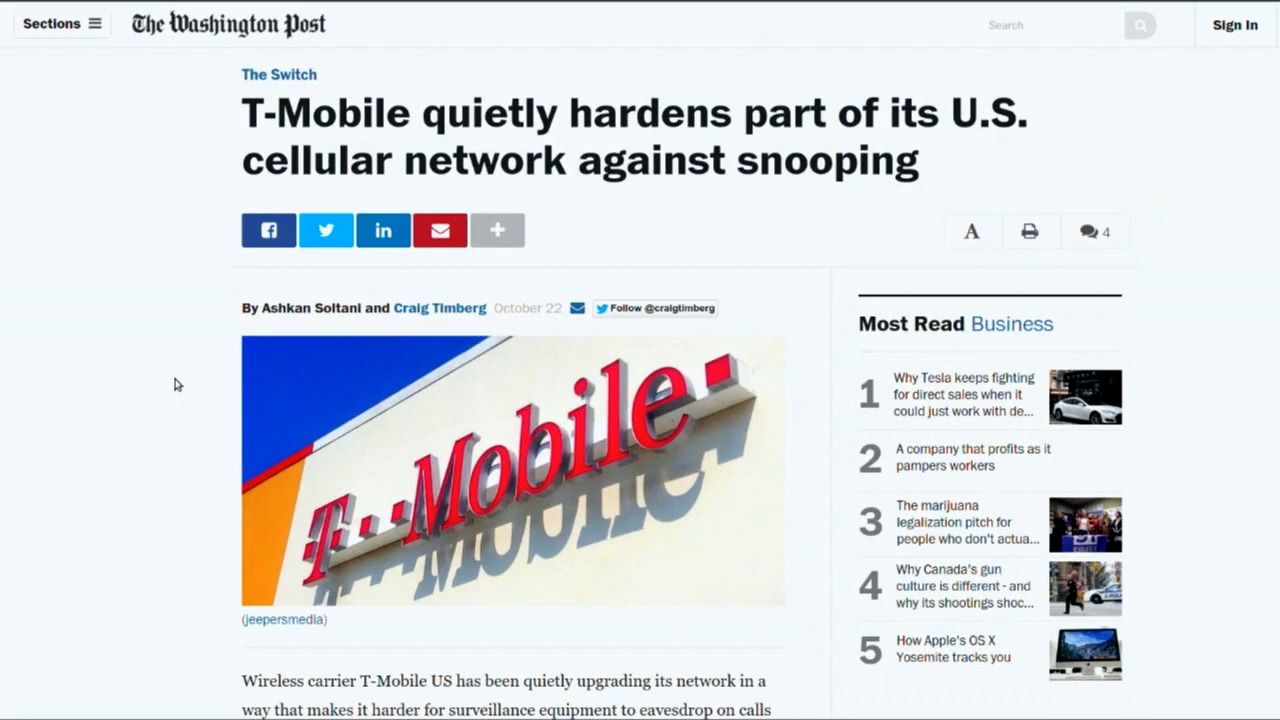 Sections
The Washington Post
Search
Sign In
The Switch
T-Mobile quietly hardens part of its U.S.
cellular network against snooping
in
A
4
By Ashkan Soltani and Craig Timberg October 22
Follow @craigtimberg
T··Mobile·
(jeepersmedia)
Wireless carrier T-Mobile US has been quietly upgrading its network in a
way that makes it harder for surveillance equipment to eavesdrop on calls
Most Read Business
1
Why Tesla keeps fighting
for direct sales when it
could just work with de...
2
A company that profits as it
pampers workers
3
The marijuana
legalization pitch for
people who don't actua...
4
Why Canada's gun
culture is different - and
why its shootings shoc...
5
How Apple's OS X
Yosemite tracks you